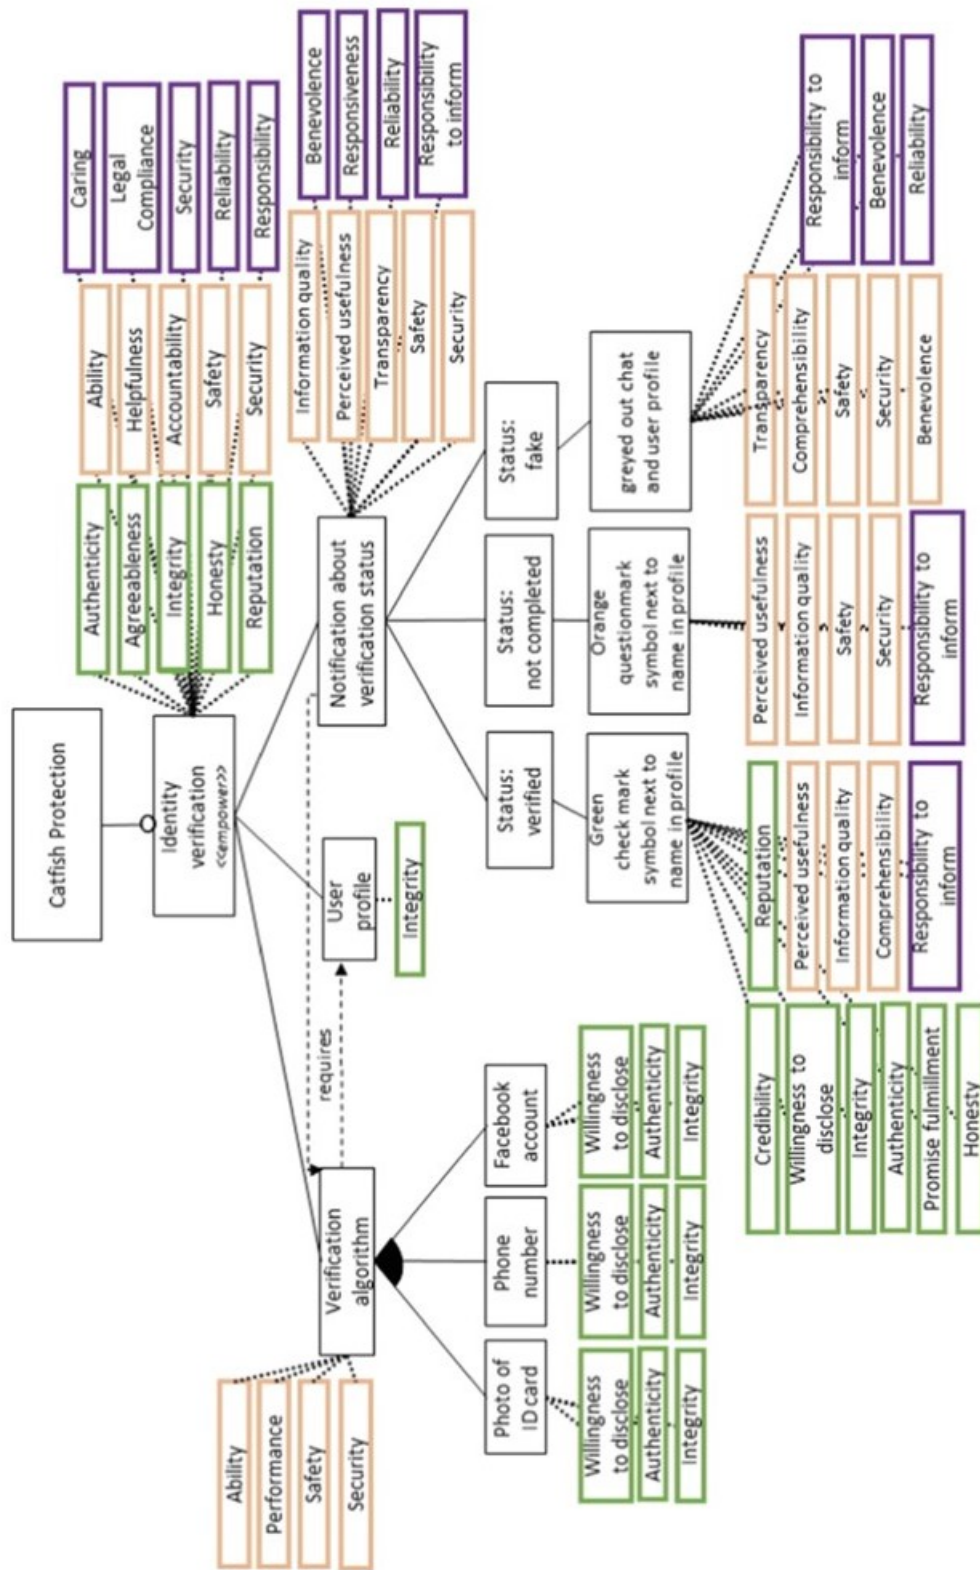 Catfish Protection
Identity
verification
<<empower>>
Authenticity
Agreeableness
Integrity
Honesty
Reputation
Ability
Helpfulness
Accountability
Safety
Security
Caring
Legal
Compliance
Security
Reliability
Responsibility
Ability
Performance
Safety
Security
Verification
algorithm
requires
User
profile
Integrity
Notification about
verification status
Information quality
Perceived usefulness
Transparency
Safety
Security
Benevolence
Responsiveness
Reliability
Responsibility
to inform
Photo of
ID card
Willingness
to disclose
Authenticity
Integrity
Phone
number
Willingness
to disclose
Authenticity
Integrity
Facebook
account
Willingness
to disclose
Authenticity
Integrity
Status:
verified
Green
check mark
symbol next to
name in profile
Credibility
Willingness to
disclose
Integrity
Authenticity
Promise fulmillment
Honesty
Reputation
Perceived usefulness
Information quality
Comprehensibility
Responsibility to
inform
Status:
not completed
Orange
questionmark
symbol next to
name in profile
Perceived usefulness
Information quality
Safety
Security
Responsibility to
inform
Status:
fake
greyed out chat
and user profile
Transparency
Comprehensibility
Safety
Security
Benevolence
Responsibility to
inform
Benevolence
Reliability